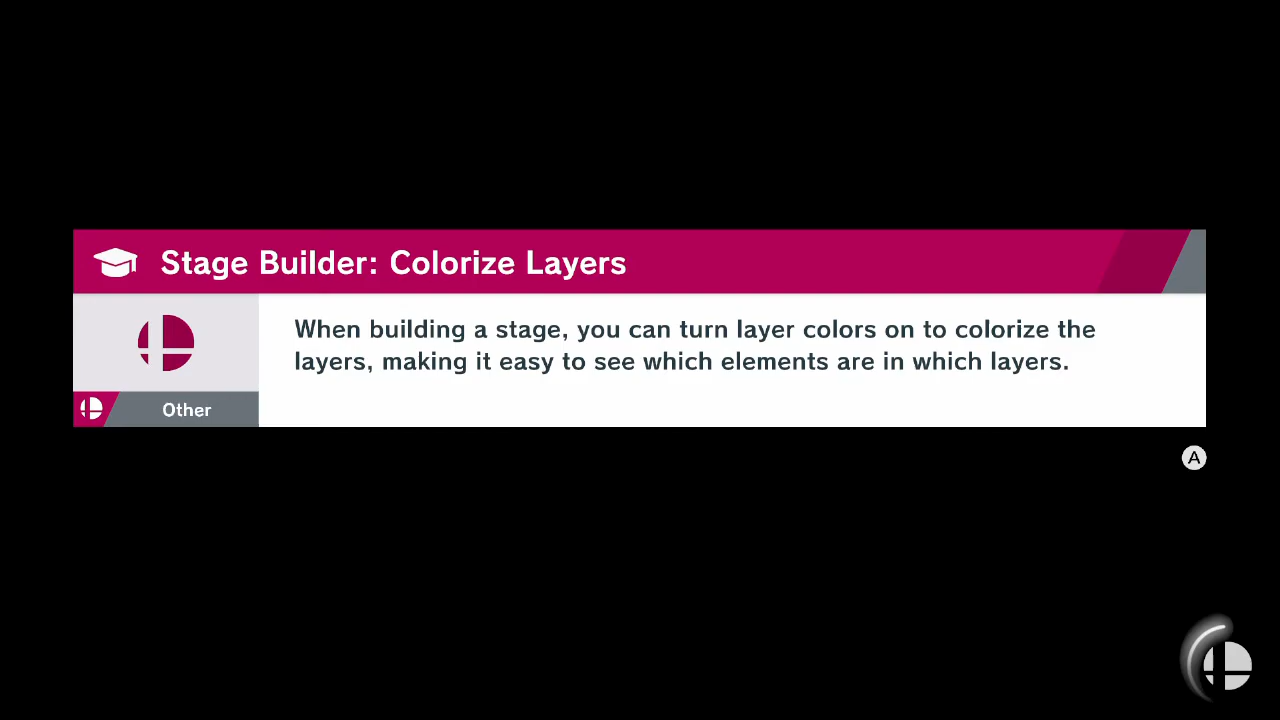 Stage Builder: Colorize Layers
When building a stage, you can turn layer colors on to colorize the
layers, making it easy to see which elements are in which layers.
Other
A